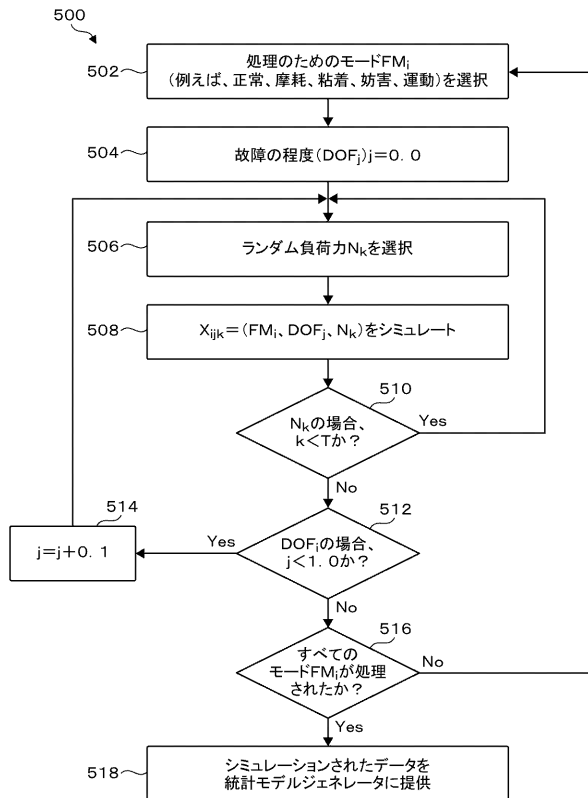 500
502
処理のためのモードFMi
(例えば、正常、摩耗、粘着、妨害、運動)を選択
504
故障の程度(DOFj)j=0.0
506
ランダム負荷力Nkを選択
508
Xijk=(FMi、DOFj、Nk)をシミュレート
510
Nkの場合、
k<Tか?
Yes
No
512
DOFiの場合、
j<1.0か?
Yes
514
j=j+0.1
No
516
すべての
モードFMiが処理
されたか?
No
Yes
518
シミュレーションされたデータを
統計モデルジェネレータに提供